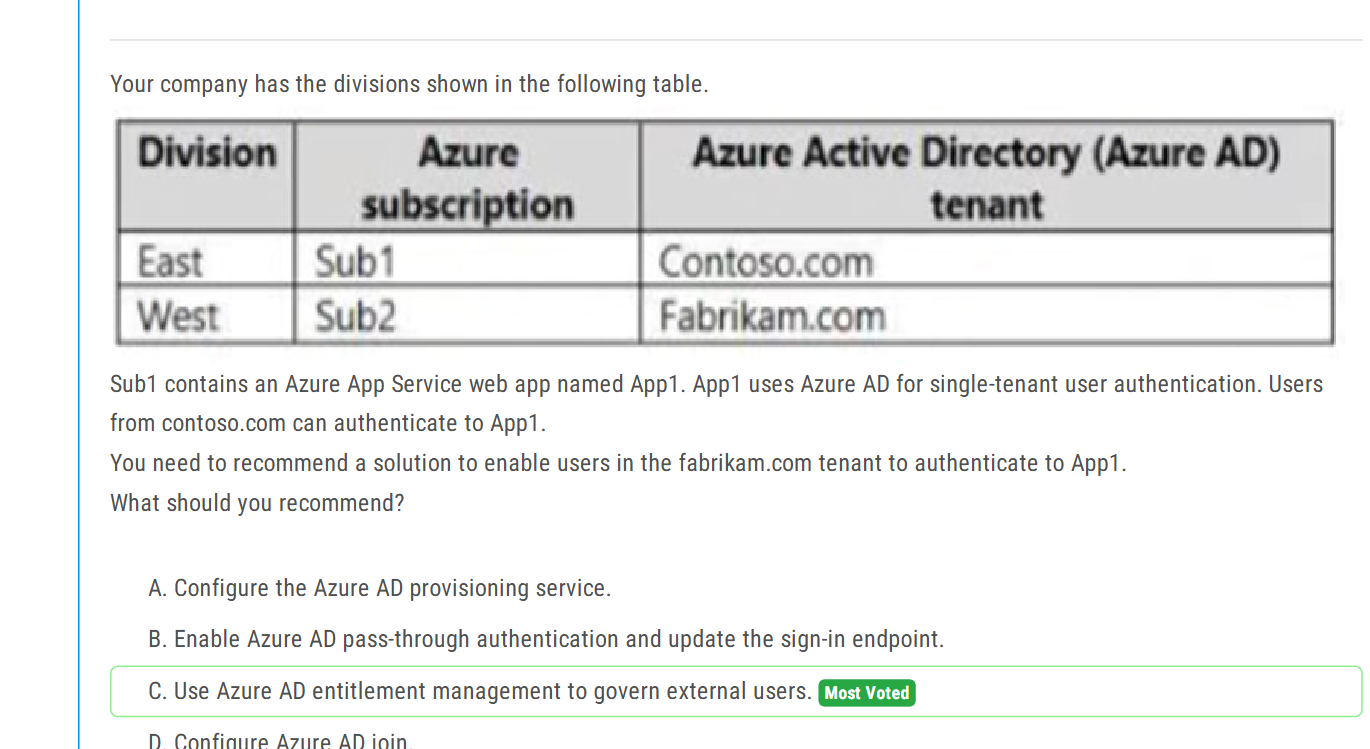 Your company has the divisions shown in the following table.
Division Azure subscription Azure Active Directory (Azure AD) tenant
East Sub1 Contoso.com
West Sub2 Fabrikam.com
Sub1 contains an Azure App Service web app named App1. App1 uses Azure AD for single-tenant user authentication. Users
from contoso.com can authenticate to App1.
You need to recommend a solution to enable users in the fabrikam.com tenant to authenticate to App1.
What should you recommend?
A. Configure the Azure AD provisioning service.
B. Enable Azure AD pass-through authentication and update the sign-in endpoint.
C. Use Azure AD entitlement management to govern external users. Most Voted
D. Configure Azure AD join.